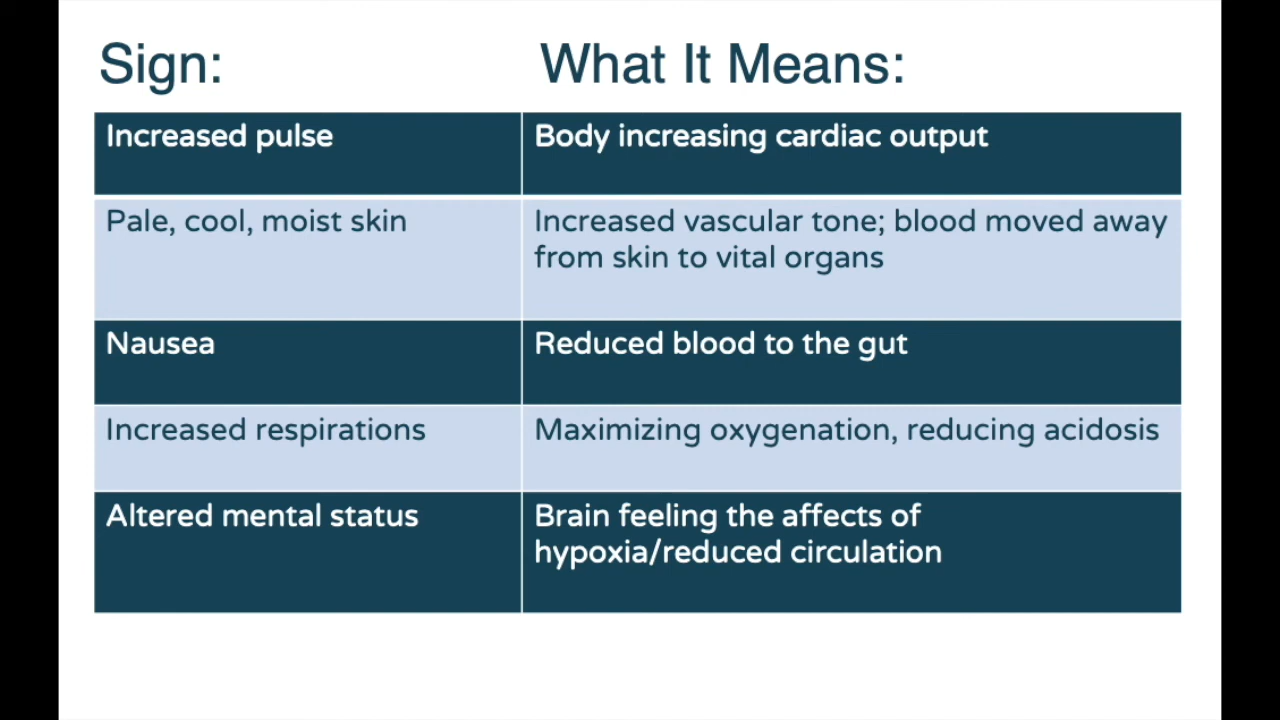 Sign:
What It Means:
Increased pulse
Body increasing cardiac output
Pale, cool, moist skin
Increased vascular tone; blood moved away
from skin to vital organs
Nausea
Reduced blood to the gut
Increased respirations
Maximizing oxygenation, reducing acidosis
Altered mental status
Brain feeling the affects of
hypoxia/reduced circulation